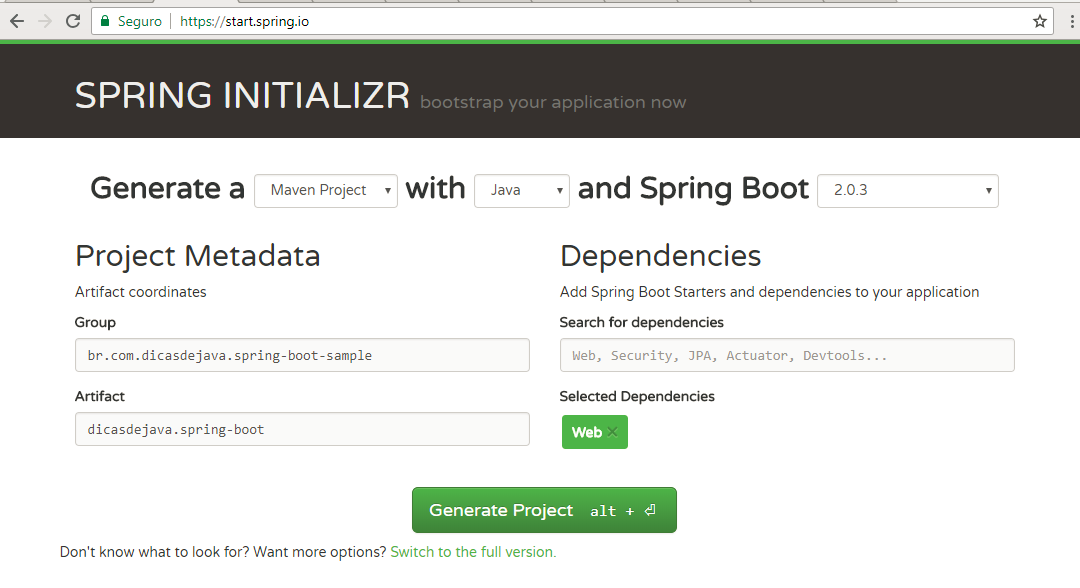 Seguro | https://start.spring.io
SPRING INITIALIZR bootstrap your application now
Generate a Maven Project with Java and Spring Boot 2.0.3
Project Metadata
Artifact coordinates
Group
br.com.dicasdejava.spring-boot-sample
Artifact
dicasdejava.spring-boot
Dependencies
Add Spring Boot Starters and dependencies to your application
Search for dependencies
Web, Security, JPA, Actuator, Devtools...
Selected Dependencies
Web ×
Generate Project alt + ⏎
Don't know what to look for? Want more options? Switch to the full version.